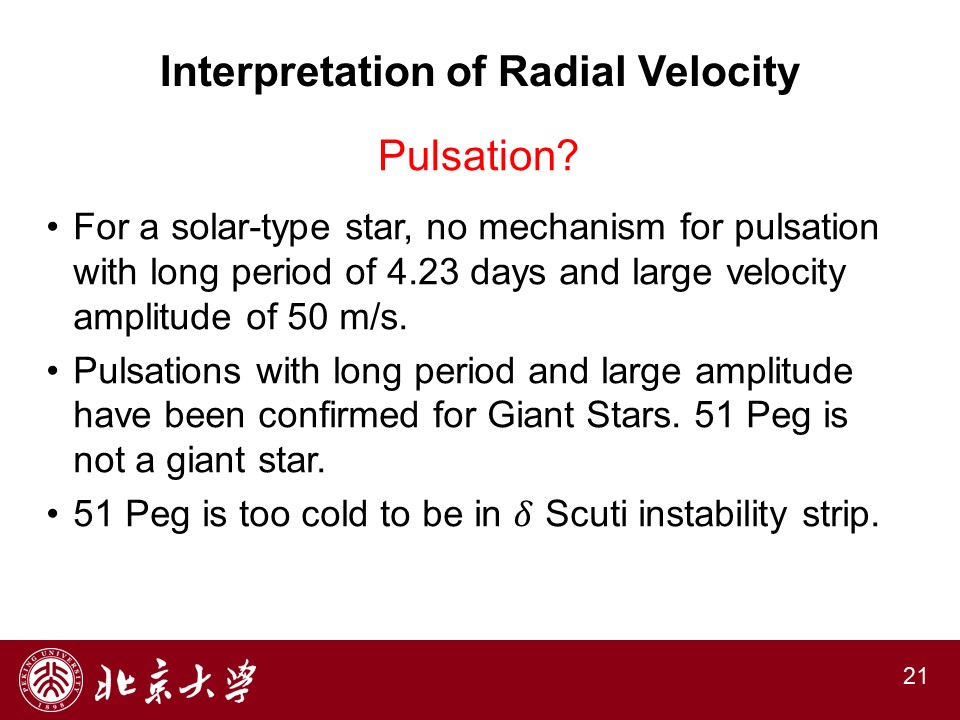 Interpretation of Radial Velocity
Pulsation?
• For a solar-type star, no mechanism for pulsation
with long period of 4.23 days and large velocity
amplitude of 50 m/s.
• Pulsations with long period and large amplitude
have been confirmed for Giant Stars. 51 Peg is
not a giant star.
• 51 Peg is too cold to be in 𝛿 Scuti instability strip.
PEKING UNIVERSITY
1898
北京大学
21